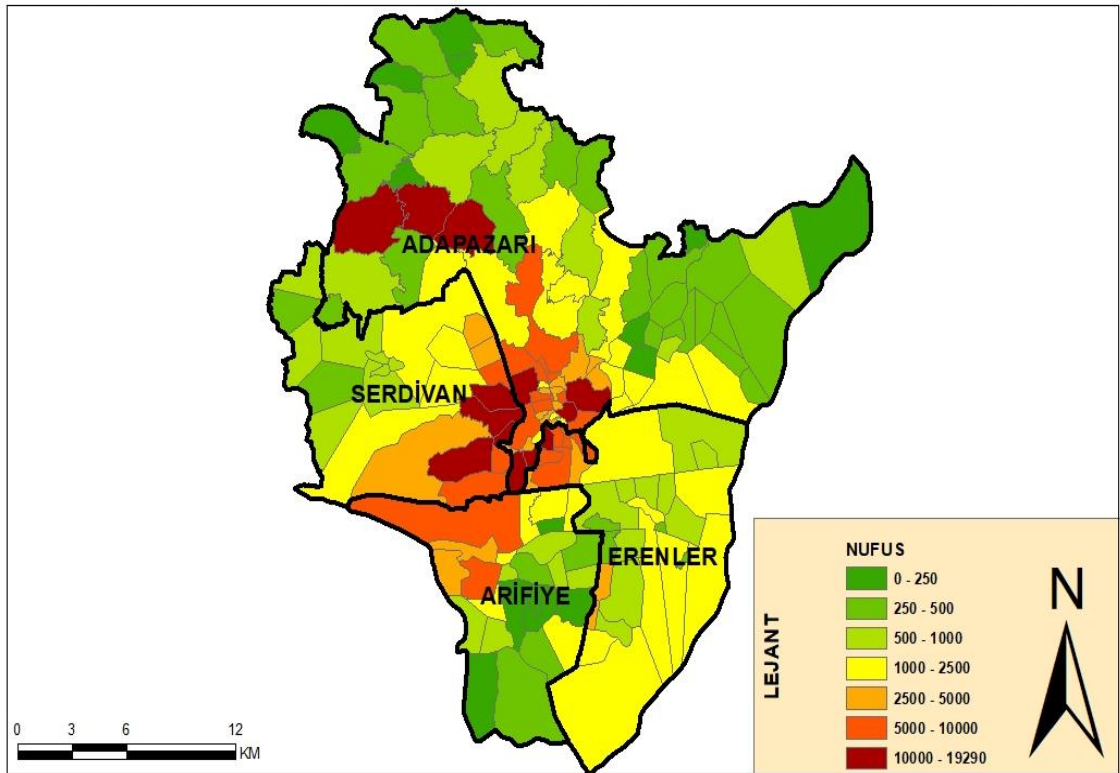 ADAPAZARI
SERDİVAN
ERENLER
ARİFİYE
LEJANT
NUFUS
0 - 250
250 - 500
500 - 1000
1000 - 2500
2500 - 5000
5000 - 10000
10000 - 19290
N
0 3 6 12
KM